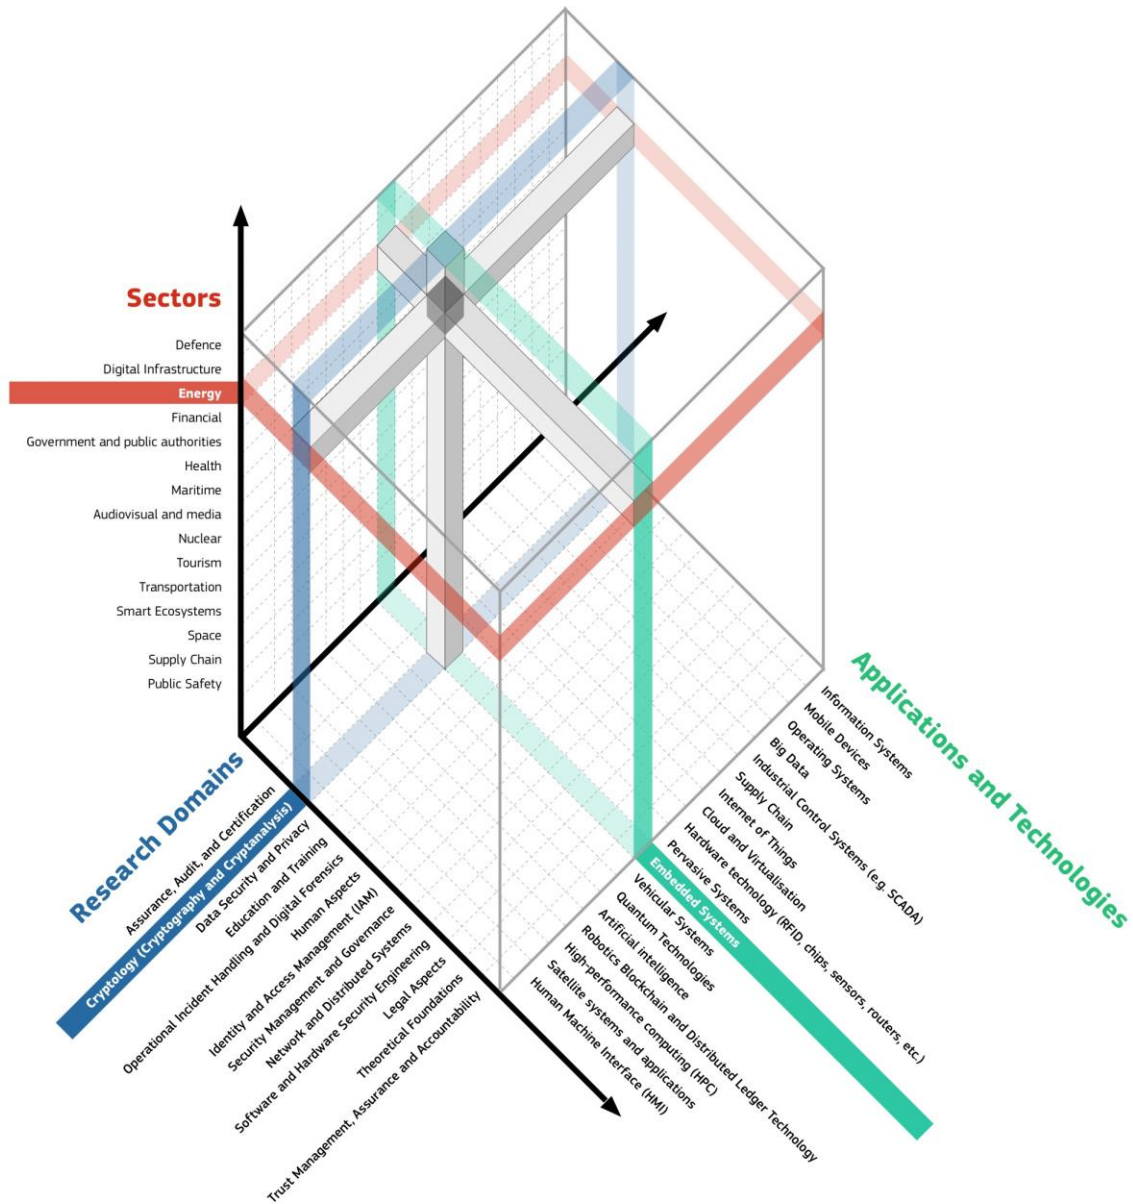 Sectors
Defence
Digital Infrastructure
Energy
Financial
Government and public authorities
Health
Maritime
Audiovisual and media
Nuclear
Tourism
Transportation
Smart Ecosystems
Space
Supply Chain
Public Safety
Research Domains
Assurance, Audit, and Certification
Cryptology (Cryptography and Cryptanalysis)
Data Security and Privacy
Education and Training
Operational Incident Handling and Digital Forensics
Human Aspects
Identity and Access Management (IAM)
Security Management and Governance
Network and Distributed Systems
Software and Hardware Security Engineering
Legal Aspects
Theoretical Foundations
Trust Management, Assurance and Accountability
Applications and Technologies
Information Systems
Mobile Devices
Operating Systems
Big Data
Industrial Control Systems (e.g. SCADA)
Supply Chain
Internet of Things
Cloud and Virtualisation
Hardware technology (RFID, chips, sensors, routers, etc.)
Pervasive Systems
Embedded Systems
Vehicular Systems
Quantum Technologies
Artificial intelligence
Robotics Blockchain and Distributed Ledger Technology
High-performance computing (HPC)
Satellite systems and applications
Human Machine Interface (HMI)